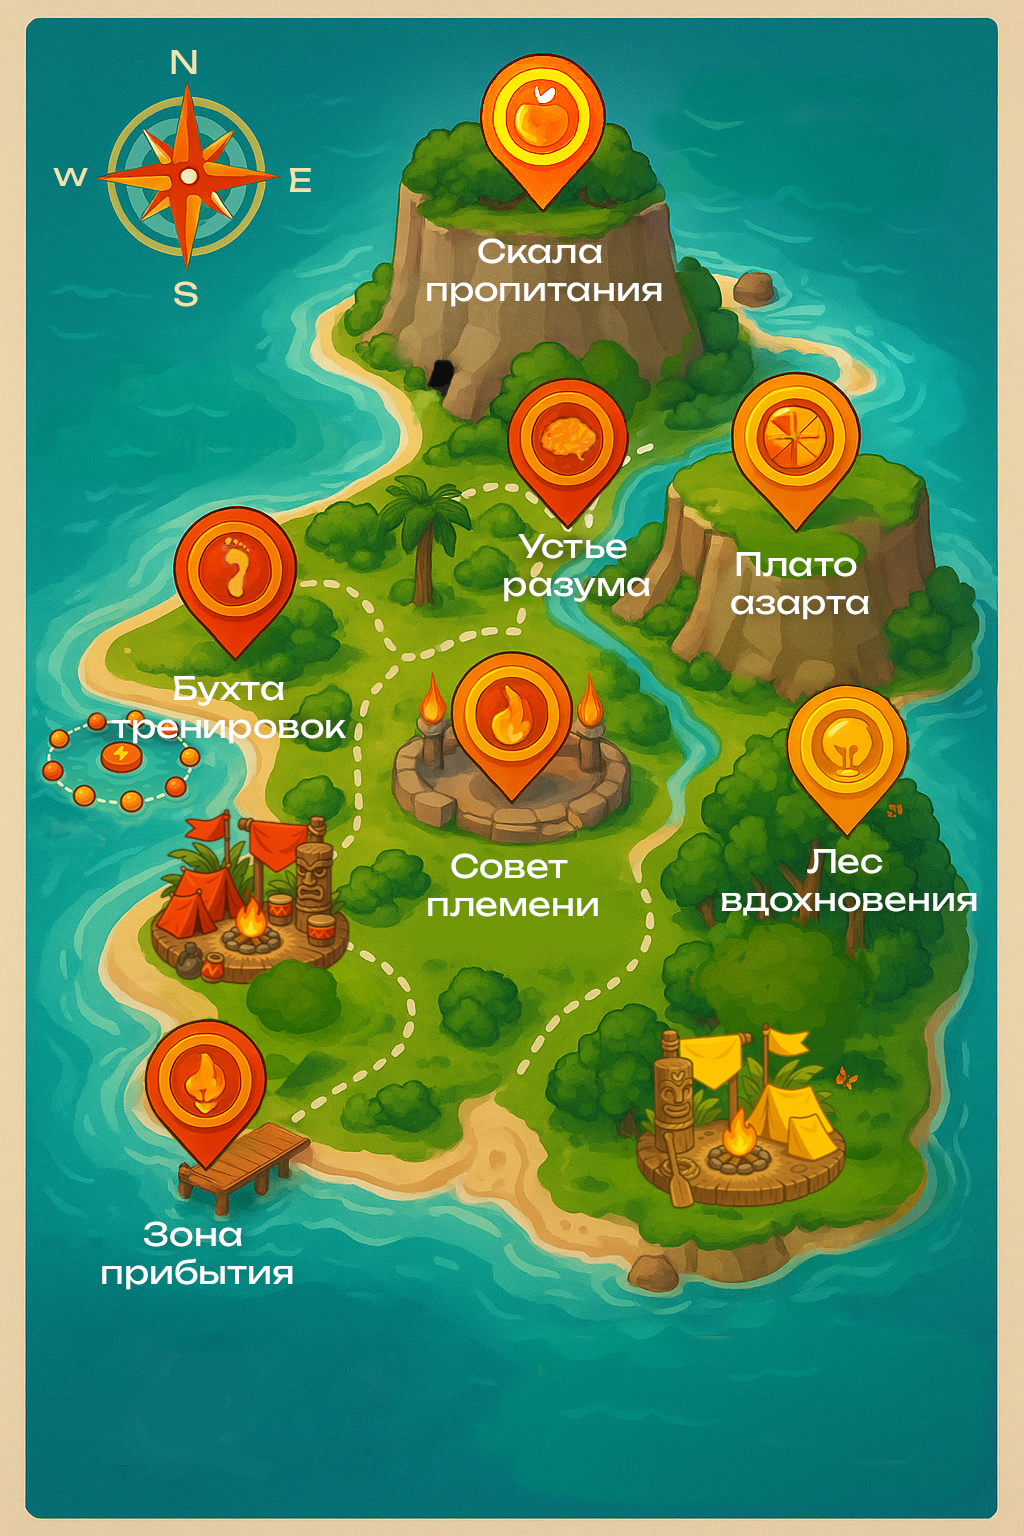 N
W
E
S
Скала
пропитания
Устье
разума
Плато
азарта
Бухта
тренировок
Совет
племени
Лес
вдохновения
Зона
прибытия